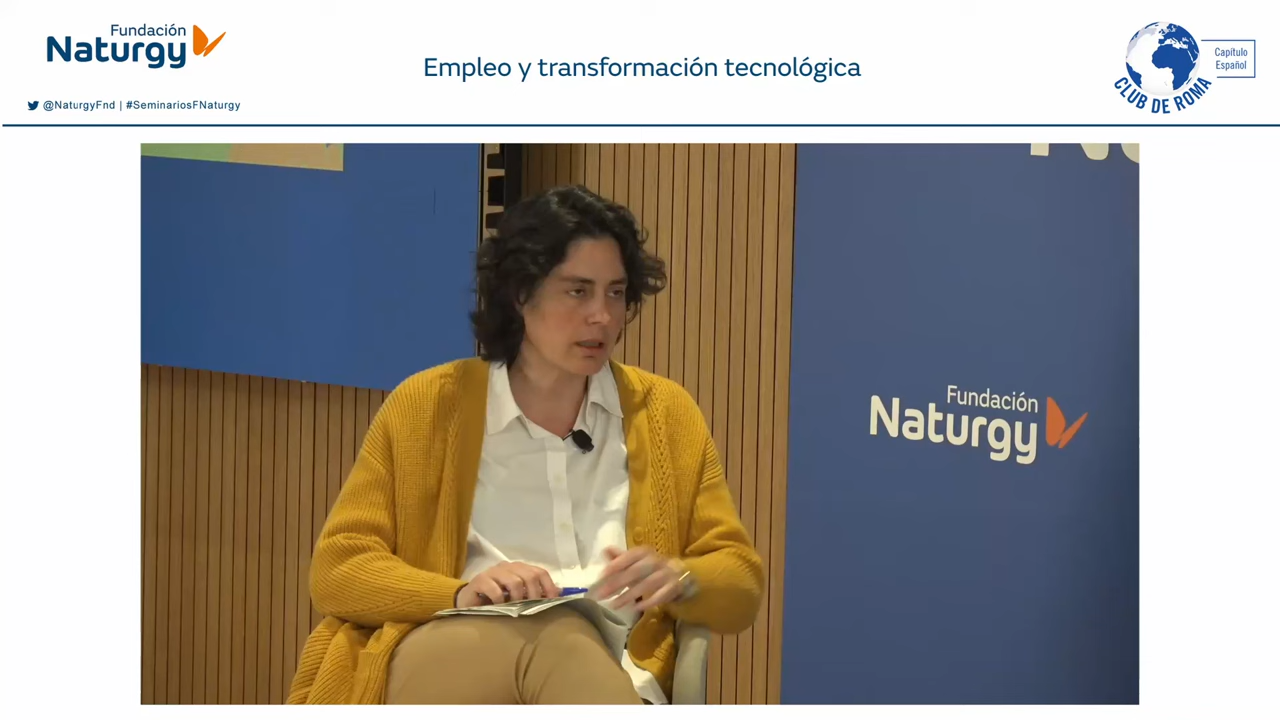 Fundación
Naturgy
@NaturgyFnd | #SeminariosFNaturgy
Empleo y transformación tecnológica
CLUB DE ROMA
Capítulo
Español
Fundación
Naturgy